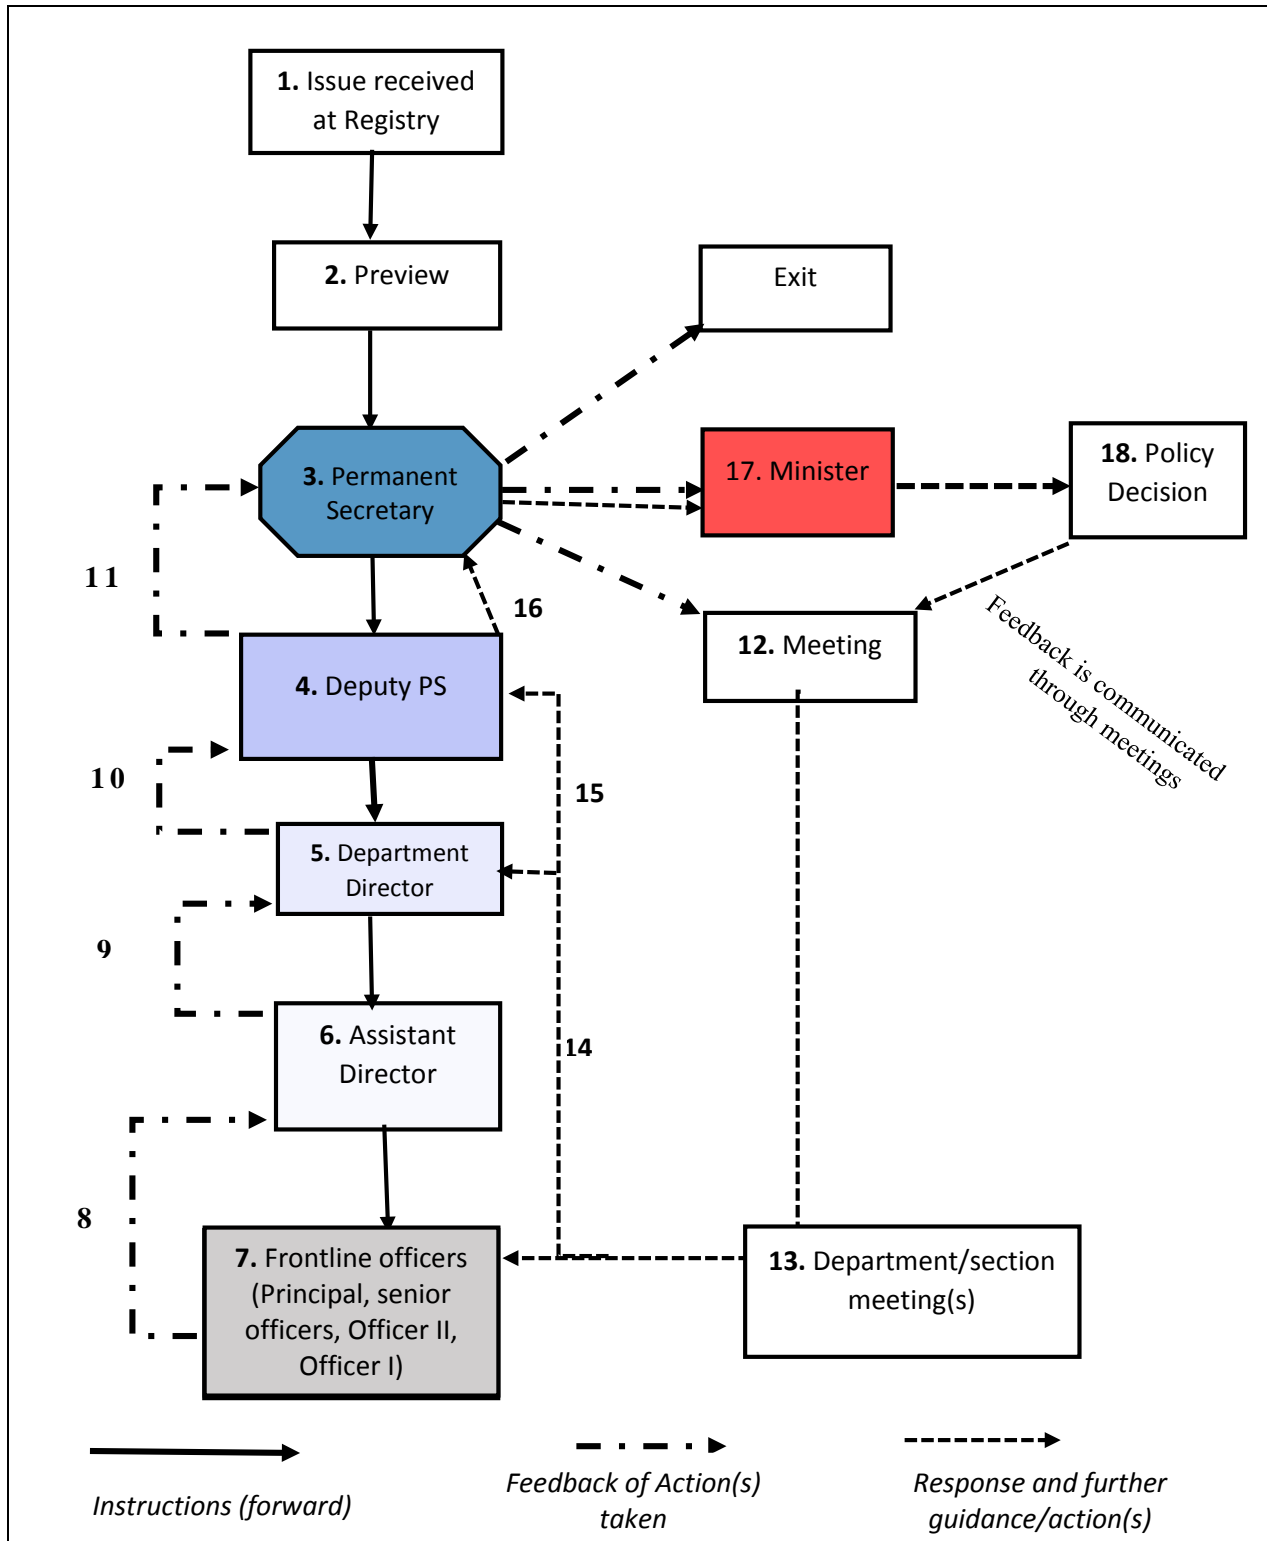 1. Issue received
at Registry
2. Preview
Exit
3. Permanent
Secretary
17. Minister
18. Policy
Decision
11
16
12. Meeting
Feedback is communicated
through meetings
4. Deputy PS
10
15
5. Department
Director
9
6. Assistant
Director
14
8
7. Frontline officers
(Principal, senior
officers, Officer II,
Officer I)
13. Department/section
meeting(s)
Instructions (forward)
Feedback of Action(s)
taken
Response and further
guidance/action(s)